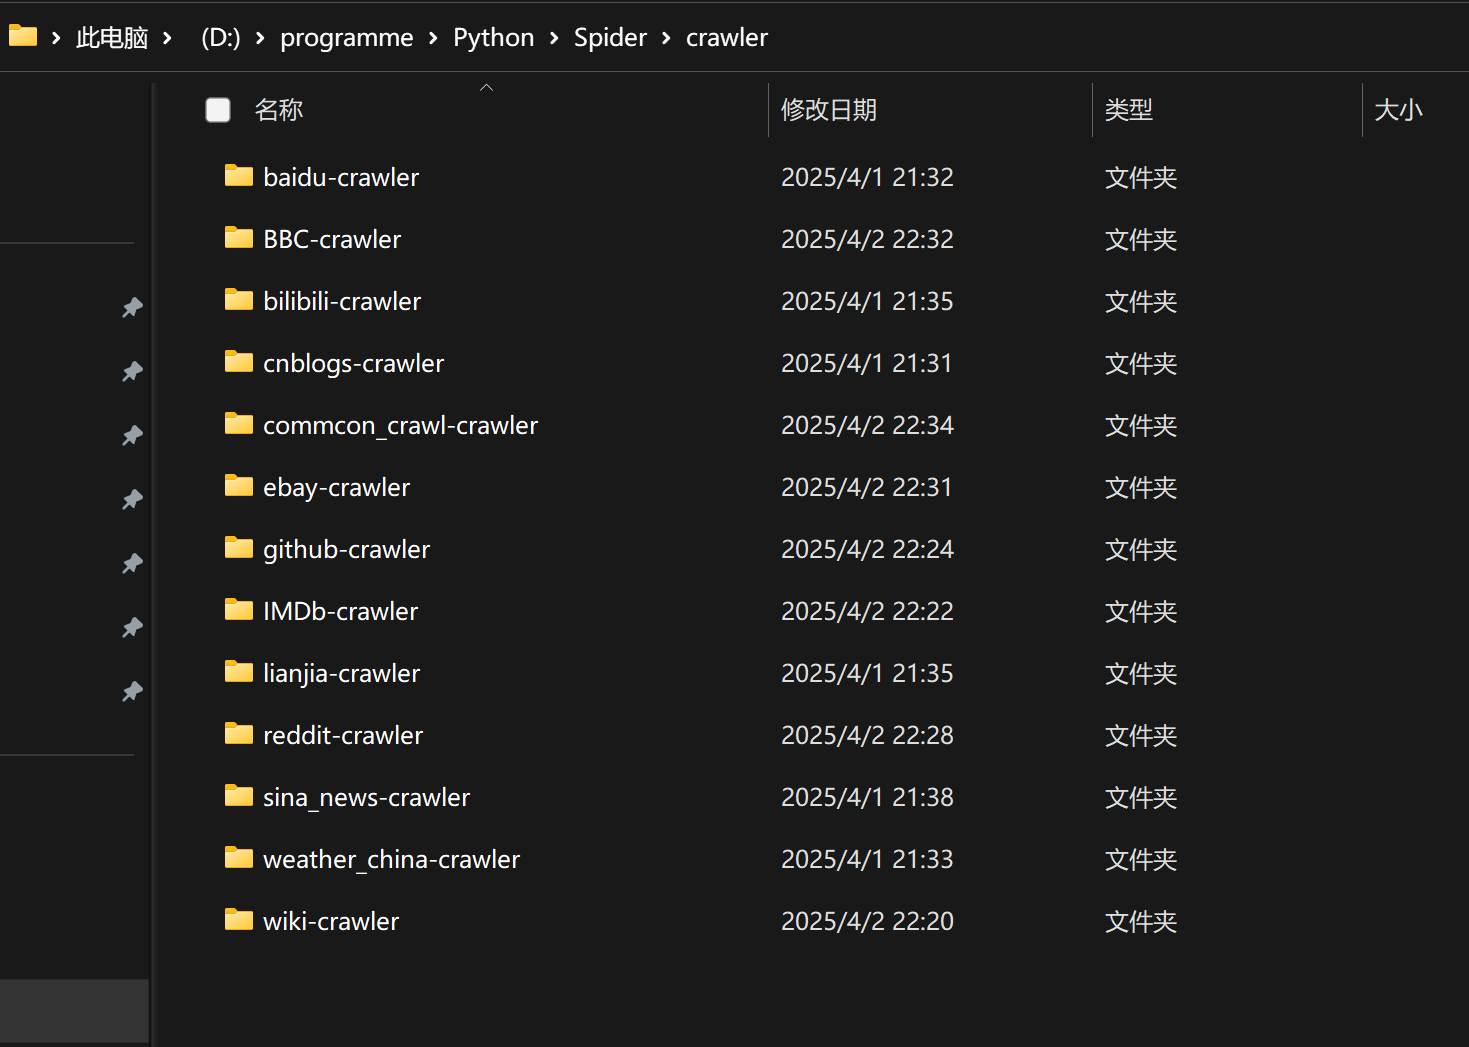 此电脑 (D:) programme Python Spider crawler
名称 修改日期 类型 大小
baidu-crawler 2025/4/1 21:32 文件夹
BBC-crawler 2025/4/2 22:32 文件夹
bilibili-crawler 2025/4/1 21:35 文件夹
cnblogs-crawler 2025/4/1 21:31 文件夹
commcon_crawl-crawler 2025/4/2 22:34 文件夹
ebay-crawler 2025/4/2 22:31 文件夹
github-crawler 2025/4/2 22:24 文件夹
IMDb-crawler 2025/4/2 22:22 文件夹
lianjia-crawler 2025/4/1 21:35 文件夹
reddit-crawler 2025/4/2 22:28 文件夹
sina_news-crawler 2025/4/1 21:38 文件夹
weather_china-crawler 2025/4/1 21:33 文件夹
wiki-crawler 2025/4/2 22:20 文件夹